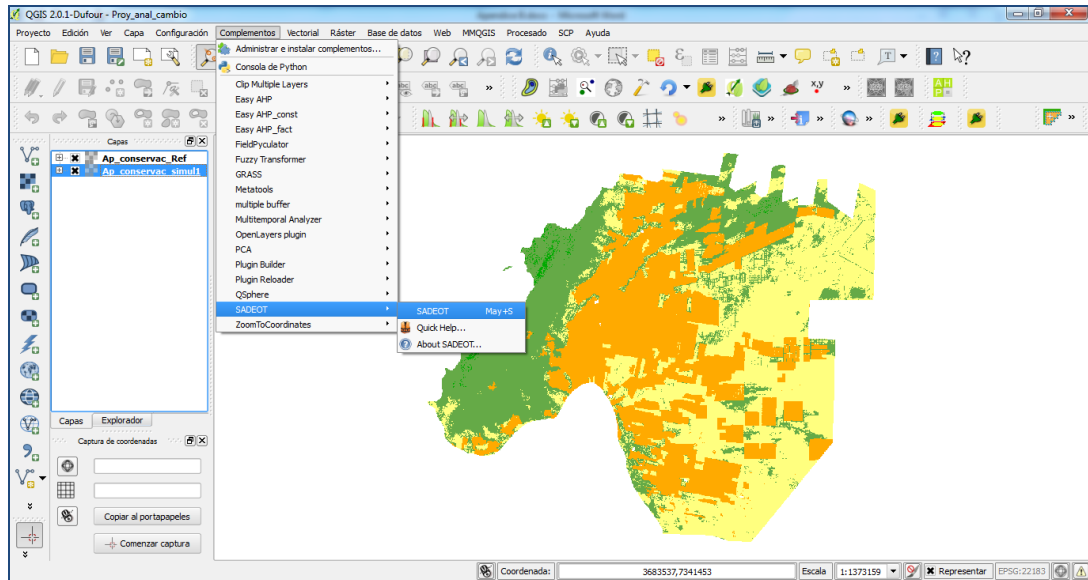 QGIS 2.0.1-Dufour - Proy_anal_cambio
Proyecto Edición Ver Capa Configuración Complementos Vectorial Ráster Base de datos Web MMQGIS Procesado SCP Ayuda
Administrar e instalar complementos...
Consola de Python
Clip Multiple Layers
Easy AHP
Easy AHP_const
Easy AHP_fact
FieldPyculator
Fuzzy Transformer
GRASS
Metatools
multiple buffer
Multitemporal Analyzer
OpenLayers plugin
PCA
Plugin Builder
Plugin Reloader
QSphere
SADEOT
ZoomToCoordinates
SADEOT May+S
Quick Help...
About SADEOT...
Capas
Ap_conservac_Ref
Ap_conservac_simul1
Capas Explorador
Captura de coordenadas
Copiar al portapapeles
Comenzar captura
Coordenada: 3683537,7341453 Escala 1:1373159 Representar EPSG:22183